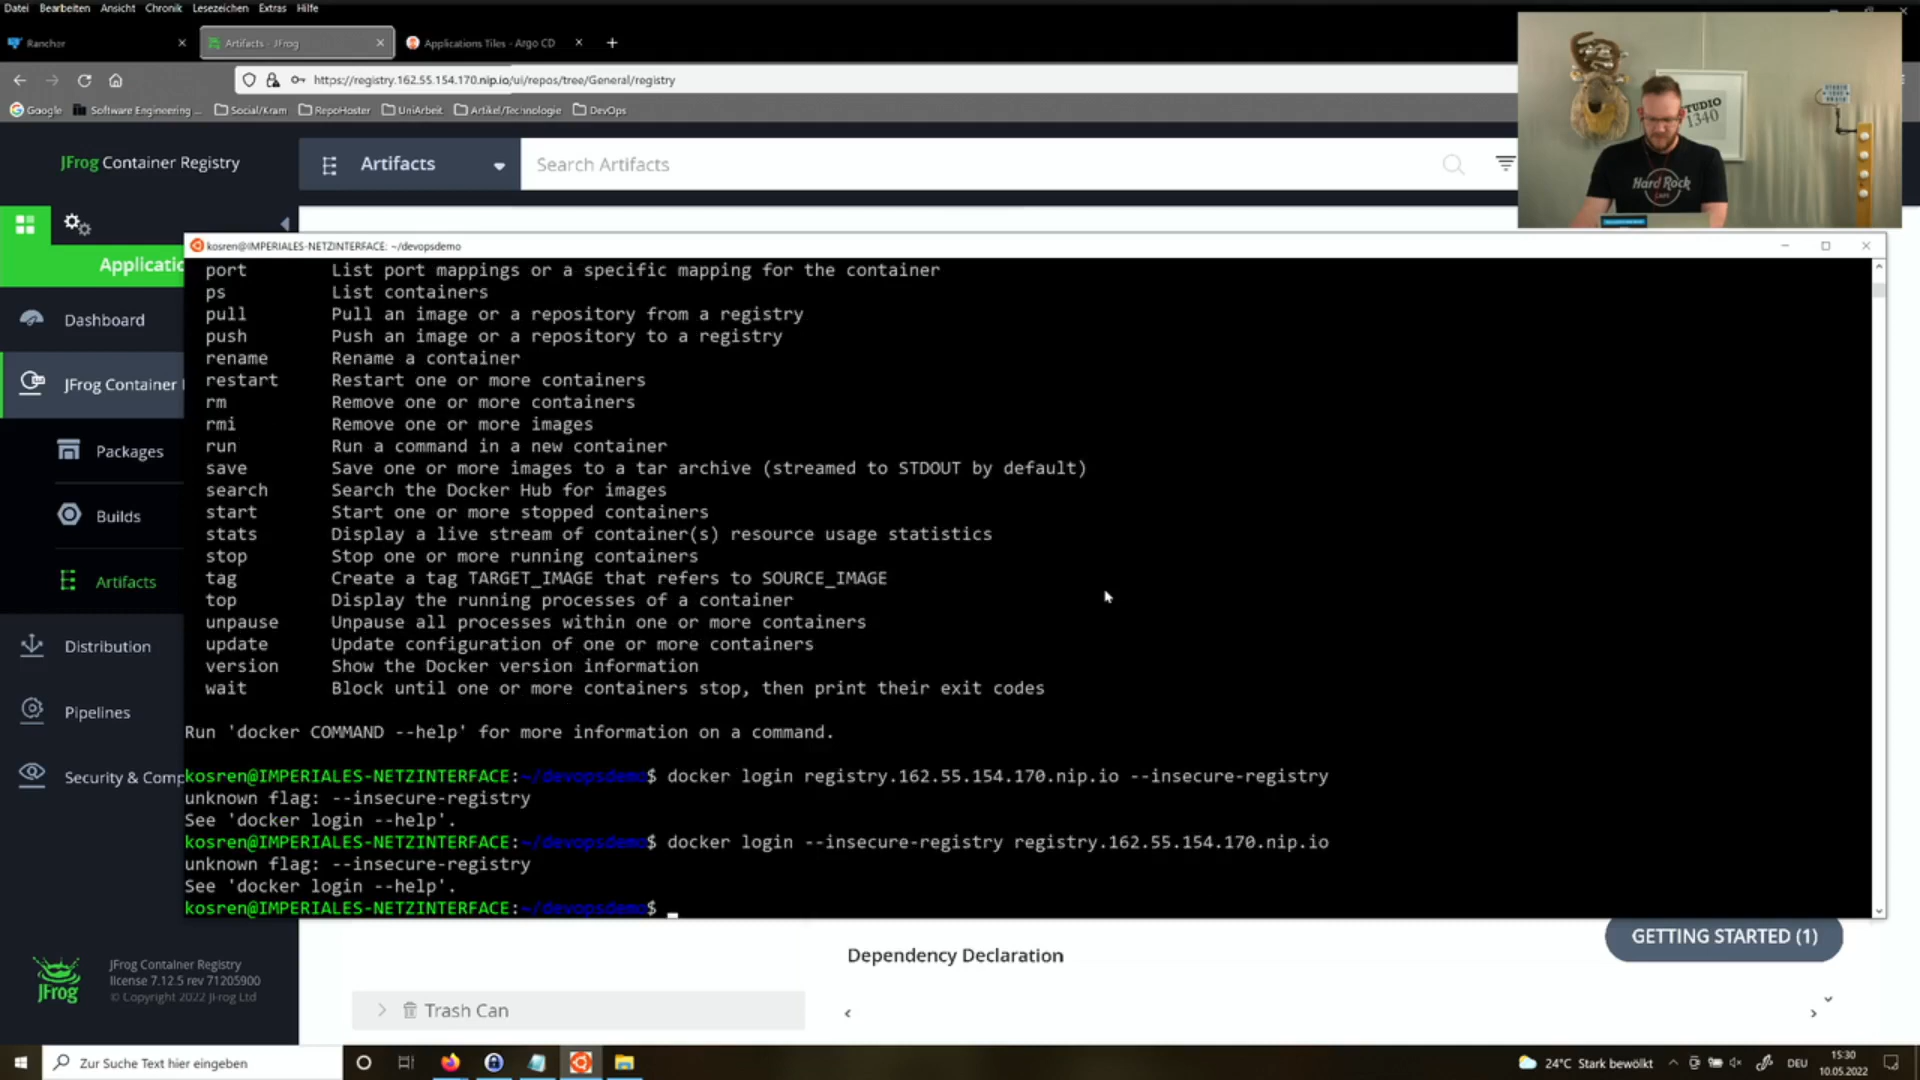 Datei Bearbeiten Ansicht Chronik Lesezeichen Extras Hilfe
Rancher
Artifacts - JFrog
Applications Tiles - Argo CD
https://registry.162.55.154.170.nip.io/ui/repos/tree/General/registry
Google
Software Engineering ...
Social/Kram
RepoHoster
UniArbeit
Artikel/Technologie
DevOps
STUDIO
1340
Hard Rock
CAFE
JFrog Container Registry
Artifacts
Search Artifacts
Applicatio
Dashboard
JFrog Container
Packages
Builds
Artifacts
Distribution
Pipelines
Security & Comp
kosren@IMPERIALES-NETZINTERFACE: ~/devopsdemo
port List port mappings or a specific mapping for the container
ps List containers
pull Pull an image or a repository from a registry
push Push an image or a repository to a registry
rename Rename a container
restart Restart one or more containers
rm Remove one or more containers
rmi Remove one or more images
run Run a command in a new container
save Save one or more images to a tar archive (streamed to STDOUT by default)
search Search the Docker Hub for images
start Start one or more stopped containers
stats Display a live stream of container(s) resource usage statistics
stop Stop one or more running containers
tag Create a tag TARGET_IMAGE that refers to SOURCE_IMAGE
top Display the running processes of a container
unpause Unpause all processes within one or more containers
update Update configuration of one or more containers
version Show the Docker version information
wait Block until one or more containers stop, then print their exit codes
Run 'docker COMMAND --help' for more information on a command.
kosren@IMPERIALES-NETZINTERFACE:~/devopsdemo$ docker login registry.162.55.154.170.nip.io --insecure-registry
unknown flag: --insecure-registry
See 'docker login --help'.
kosren@IMPERIALES-NETZINTERFACE:~/devopsdemo$ docker login --insecure-registry registry.162.55.154.170.nip.io
unknown flag: --insecure-registry
See 'docker login --help'.
kosren@IMPERIALES-NETZINTERFACE:~/devopsdemo$
GETTING STARTED (1)
Dependency Declaration
Trash Can
JFrog
JFrog Container Registry
license 7.12.5 rev 71205900
© Copyright 2022 JFrog Ltd
Zur Suche Text hier eingeben
24°C Stark bewölkt
DEU
15:30
10.05.2022